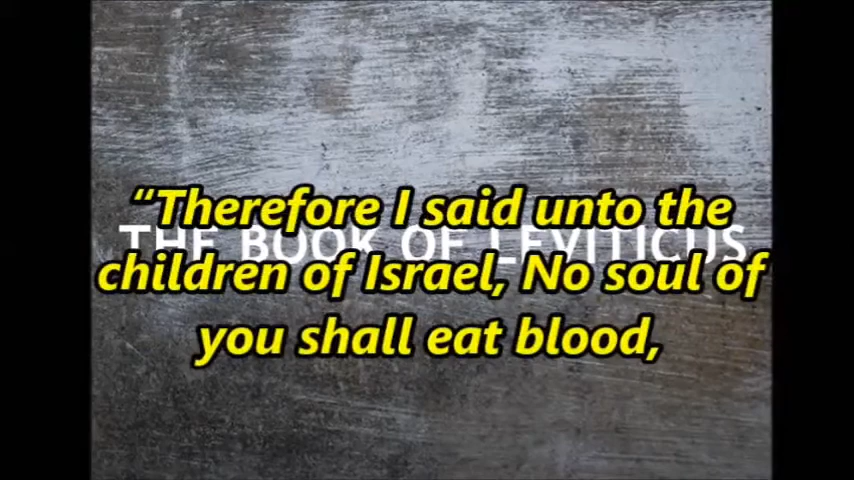 “Therefore I said unto the
THE BOOK OF LEVITICUS
children of Israel, No soul of
you shall eat blood,